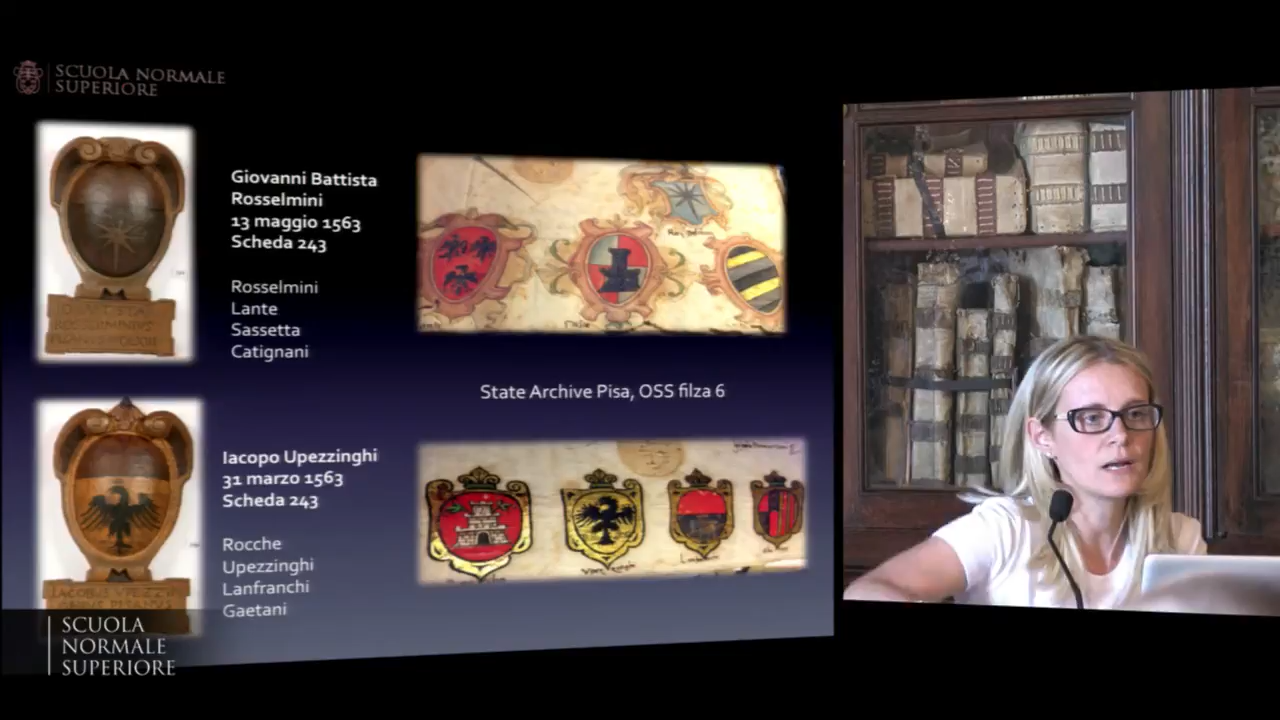 SCUOLA NORMALE
SUPERIORE
Giovanni Battista
Rosselmini
13 maggio 1563
Scheda 243
Rosselmini
Lante
Sassetta
Catignani
State Archive Pisa, OSS filza 6
Iacopo Upezzinghi
31 marzo 1563
Scheda 243
Rocche
Upezzinghi
Lanfranchi
Gaetani
SCUOLA
NORMALE
SUPERIORE